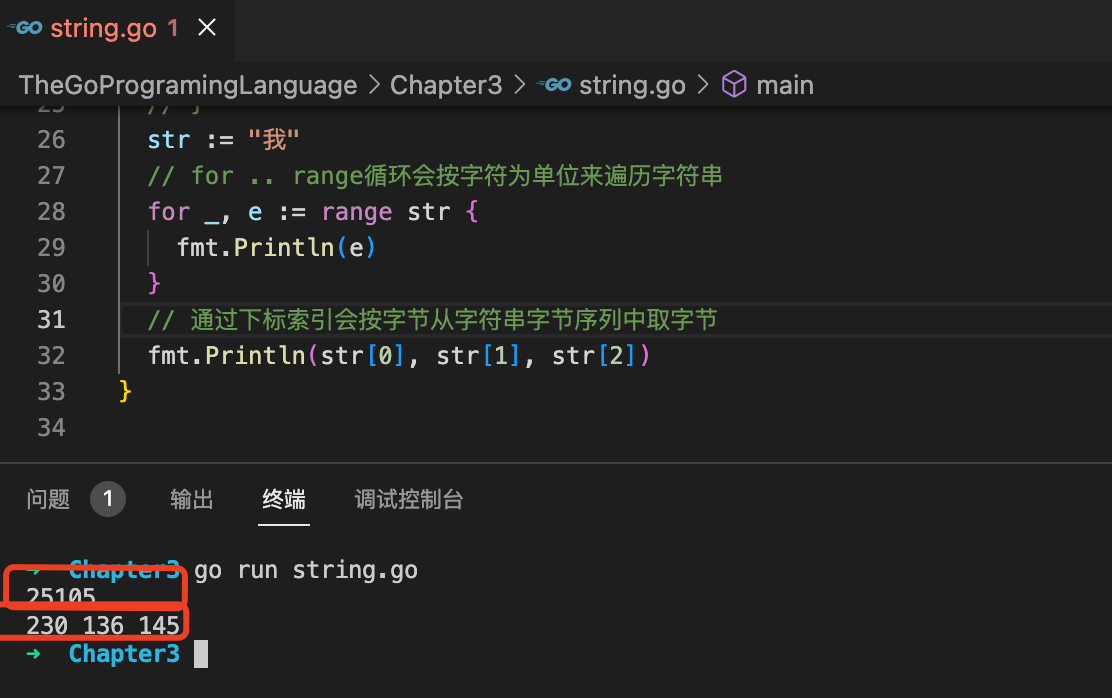 GO string.go 1 ×
TheGoProgramingLanguage > Chapter3 > GO string.go > main
25 // }
26 str := "我"
27 // for .. range循环会按字符为单位来遍历字符串
28 for _, e := range str {
29 fmt.Println(e)
30 }
31 // 通过下标索引会按字节从字符串字节序列中取字节
32 fmt.Println(str[0], str[1], str[2])
33 }
34
问题 1 输出 终端 调试控制台
→ Chapter3 go run string.go
25105
230 136 145
→ Chapter3